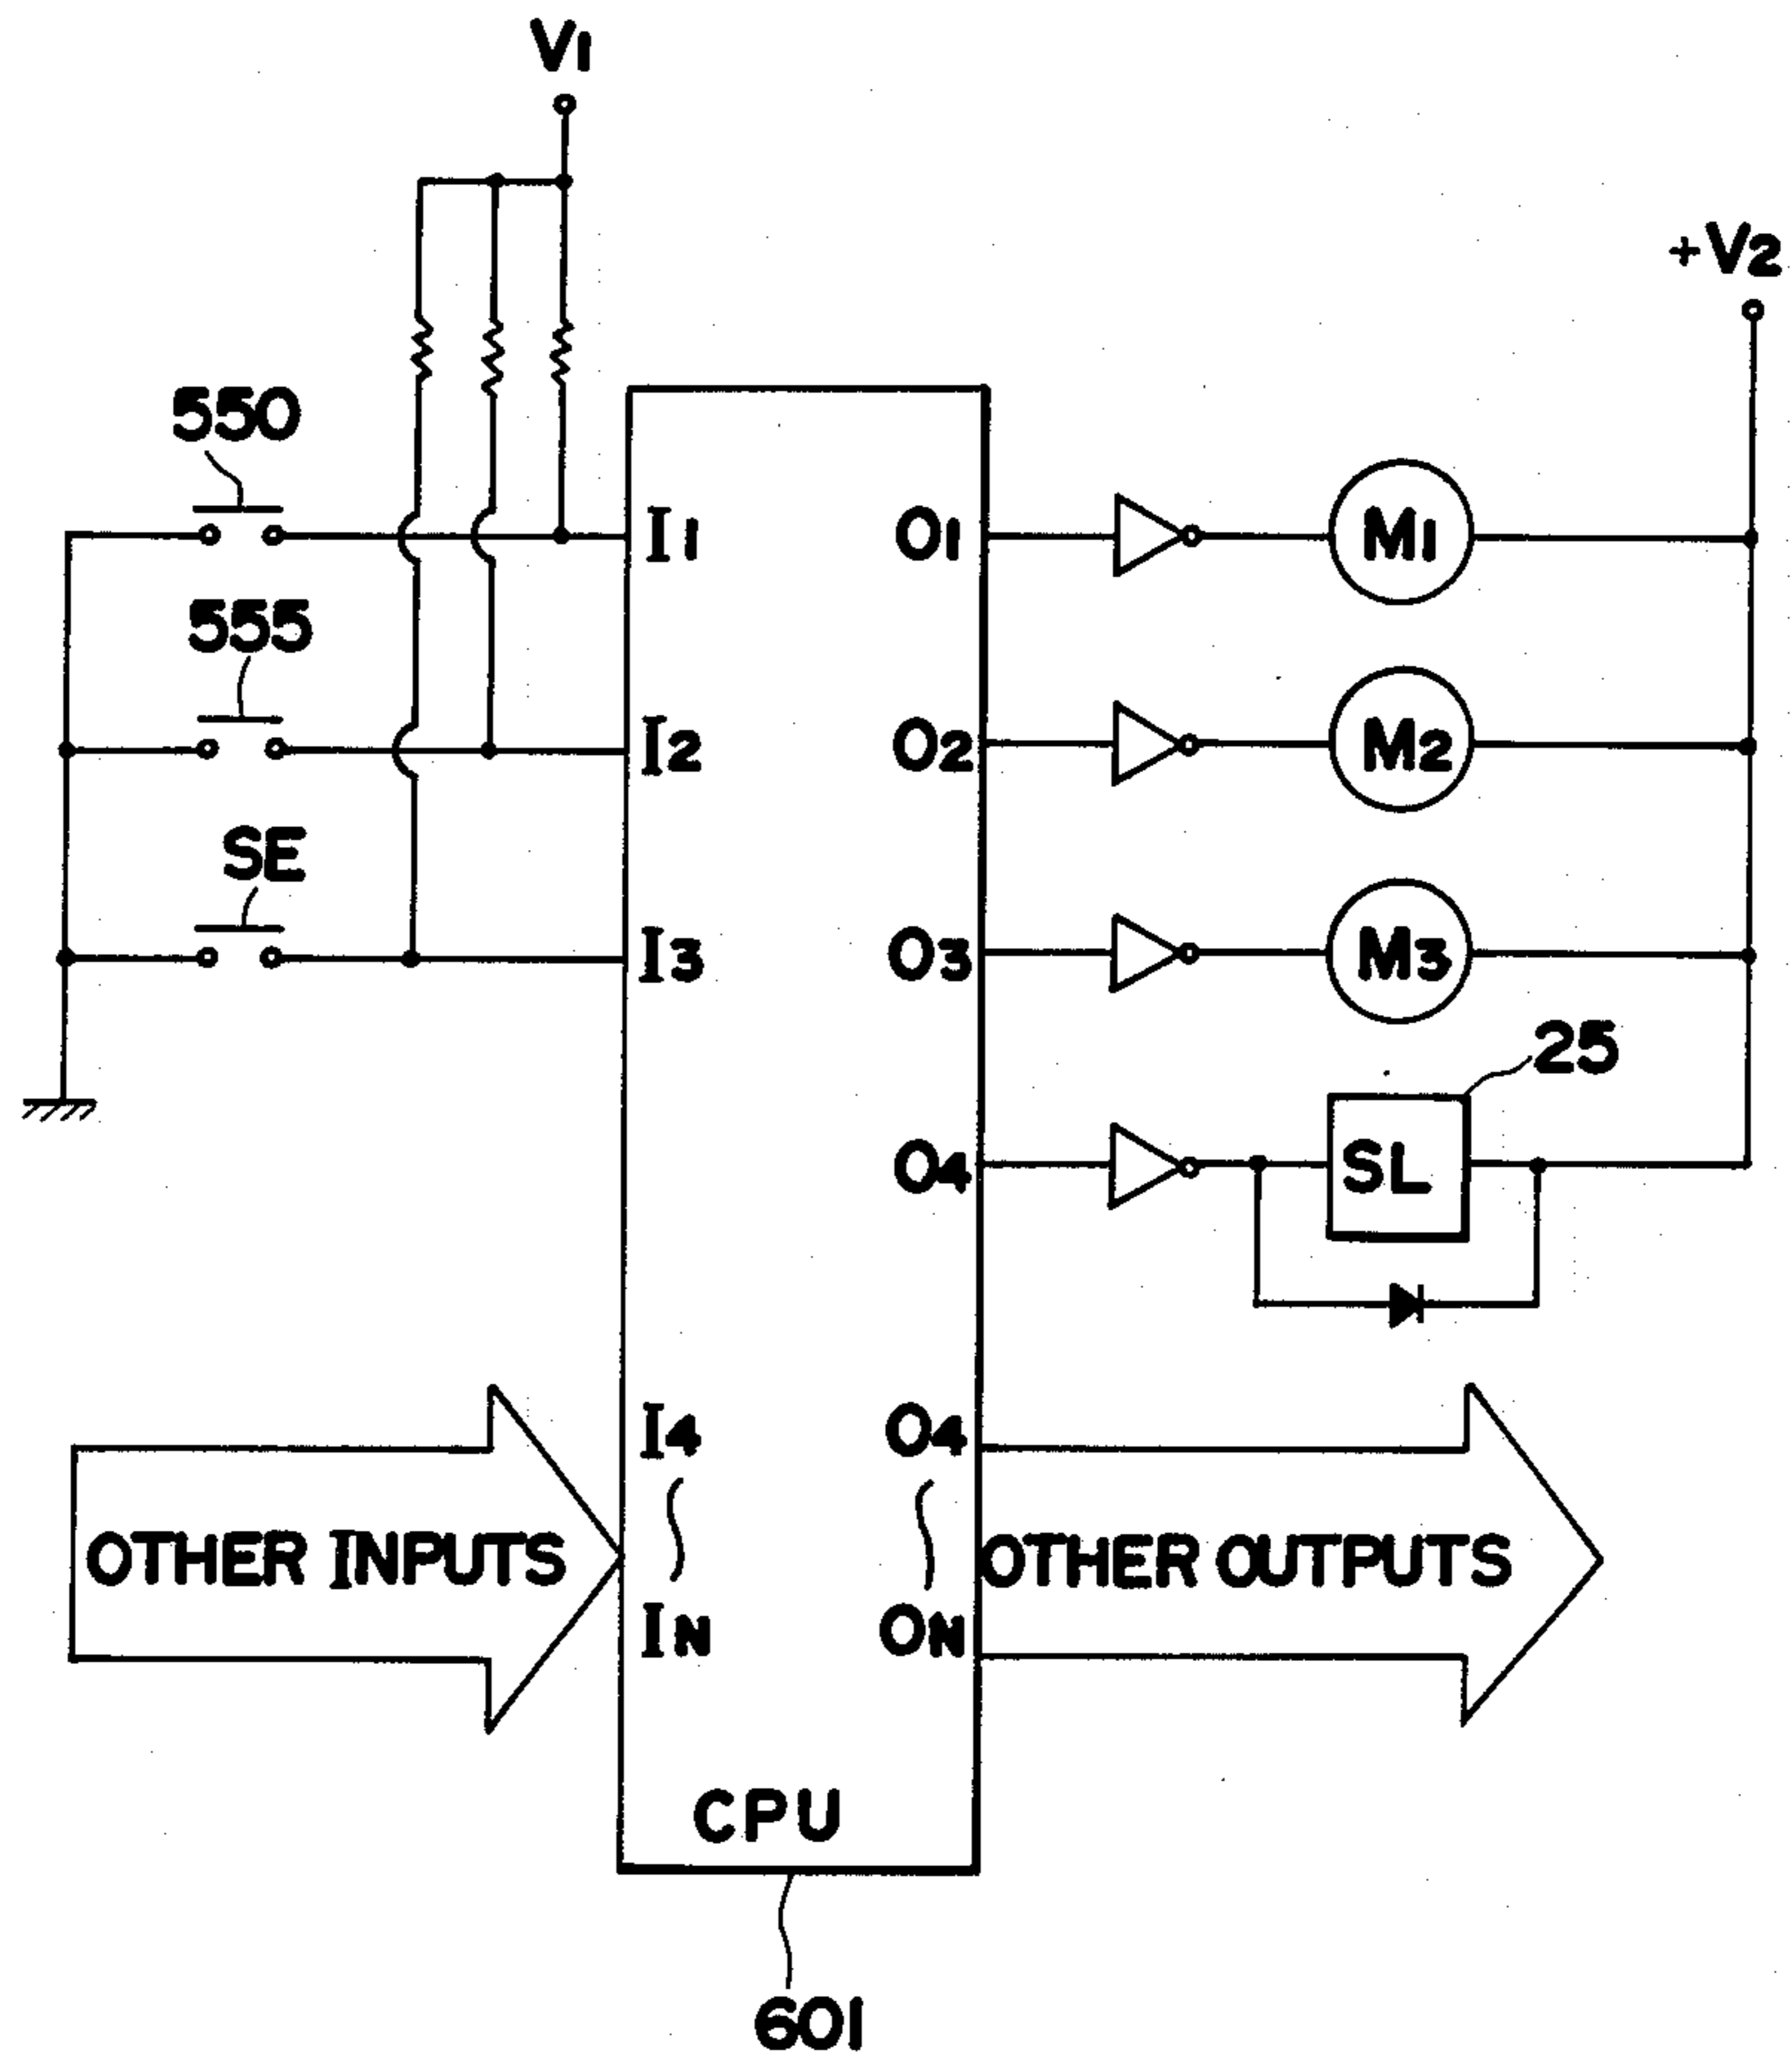 V1
+V2
550
I1
O1
M1
555
I2
O2
M2
SE
I3
O3
M3
25
O4
SL
I4
O4
OTHER INPUTS
OTHER OUTPUTS
IN
ON
CPU
601